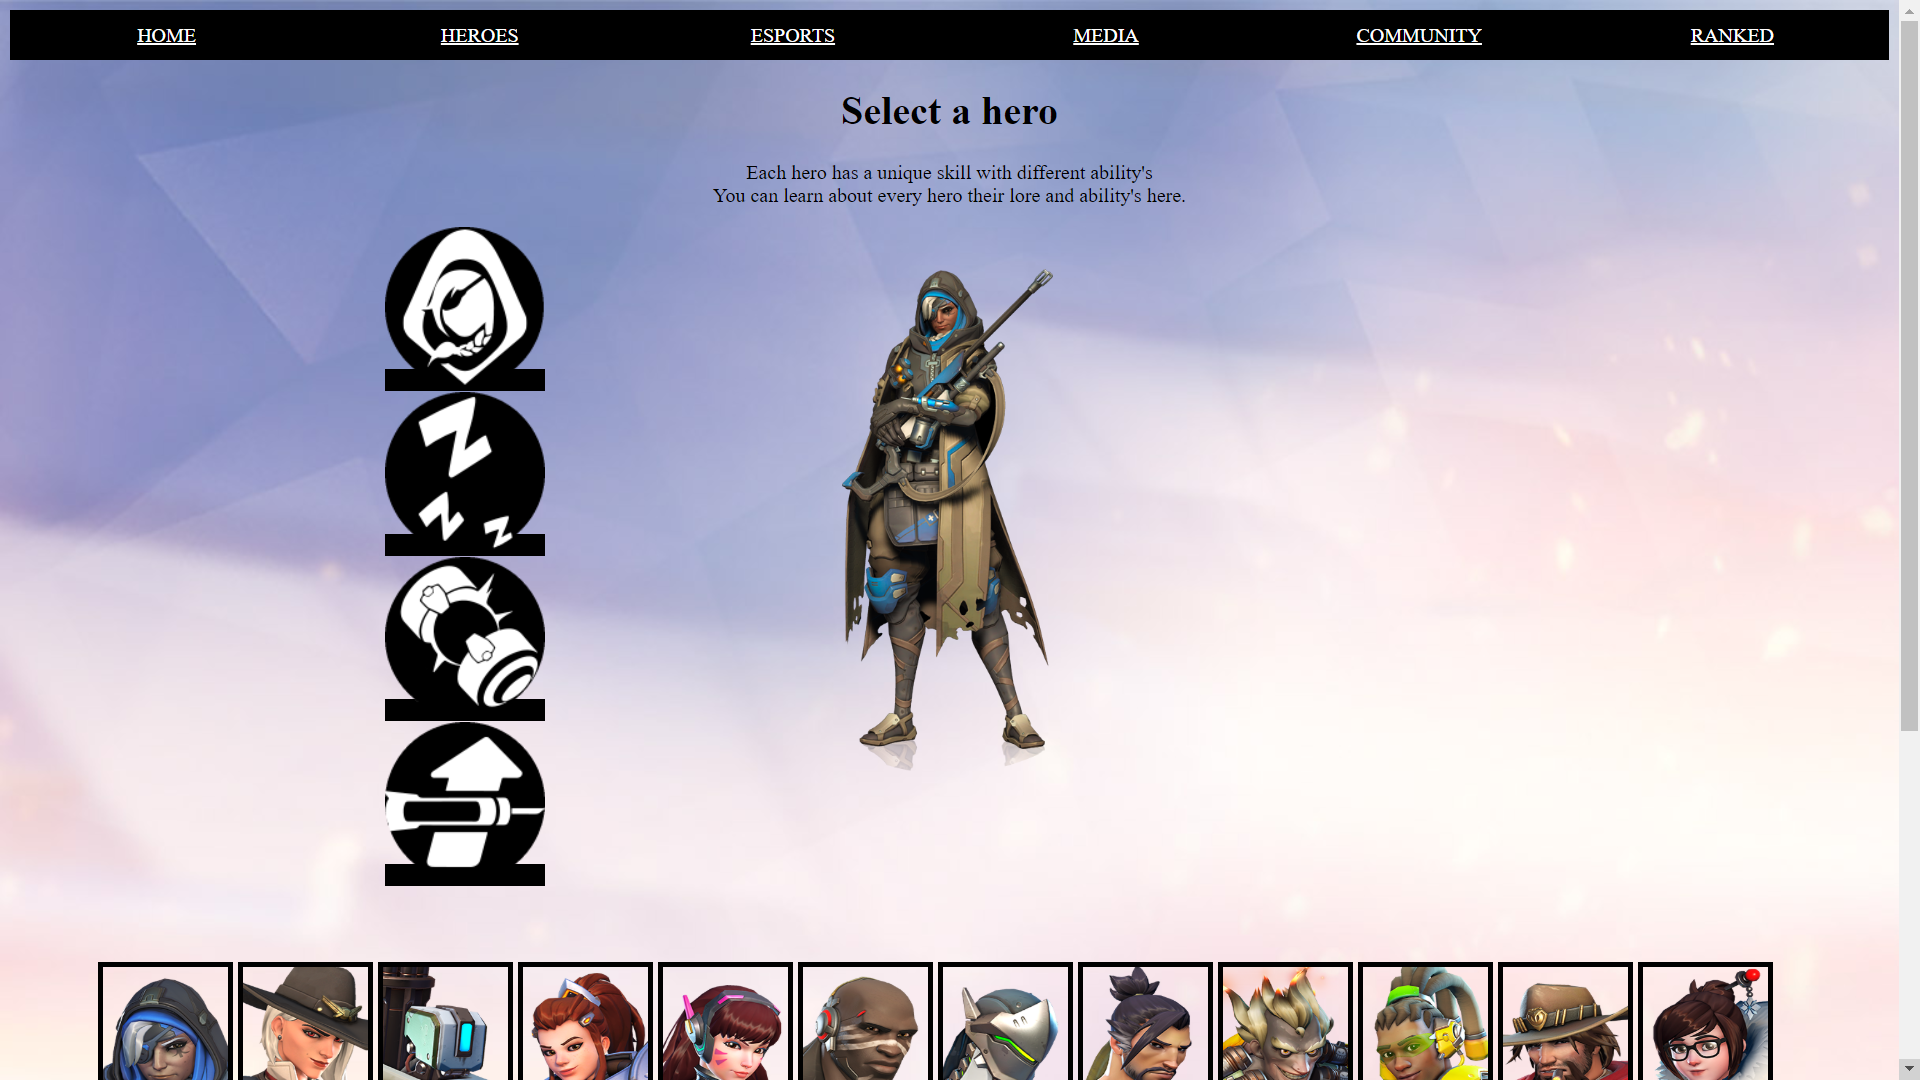 HOME HEROES ESPORTS MEDIA COMMUNITY RANKED
Select a hero
Each hero has a unique skill with different ability's
You can learn about every hero their lore and ability's here.
Z
Z
Z